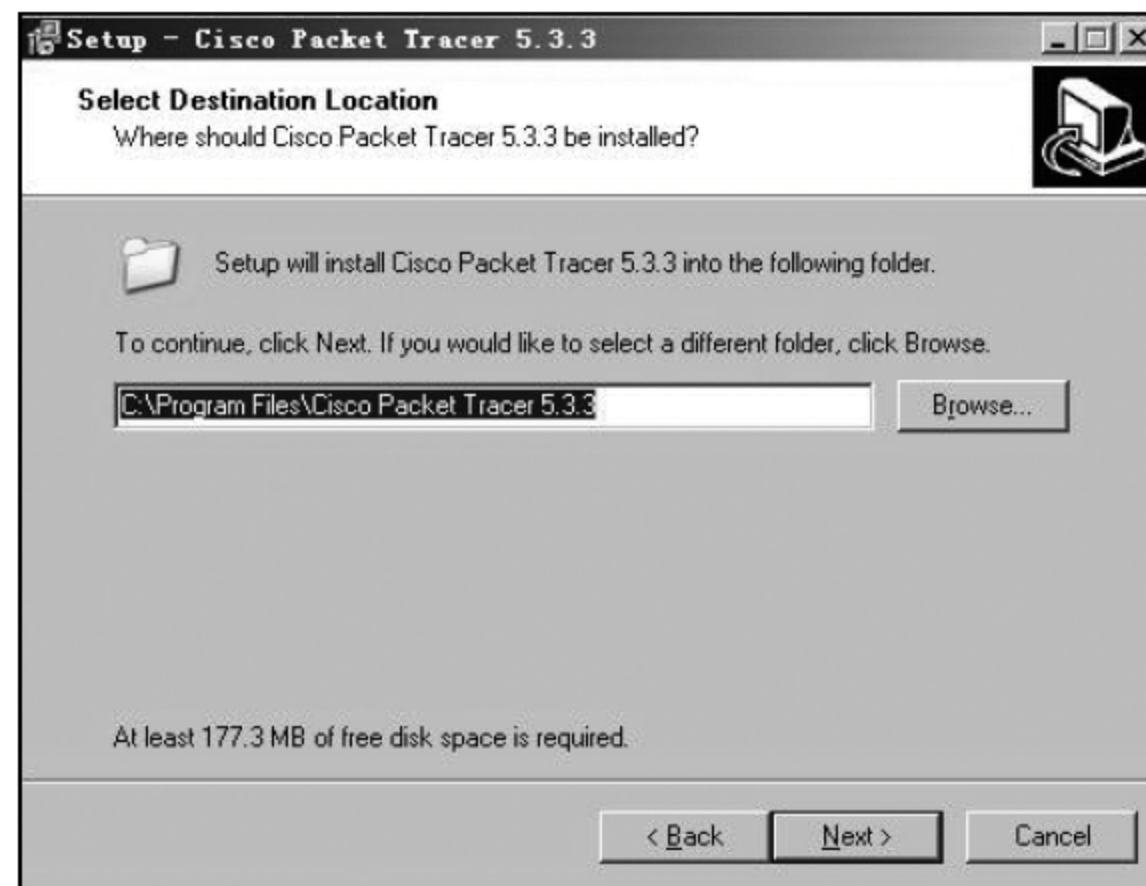 Setup - Cisco Packet Tracer 5.3.3
Select Destination Location
Where should Cisco Packet Tracer 5.3.3 be installed?
Setup will install Cisco Packet Tracer 5.3.3 into the following folder.
To continue, click Next. If you would like to select a different folder, click Browse.
C:\Program Files\Cisco Packet Tracer 5.3.3
Browse...
At least 177.3 MB of free disk space is required.
< Back
Next >
Cancel